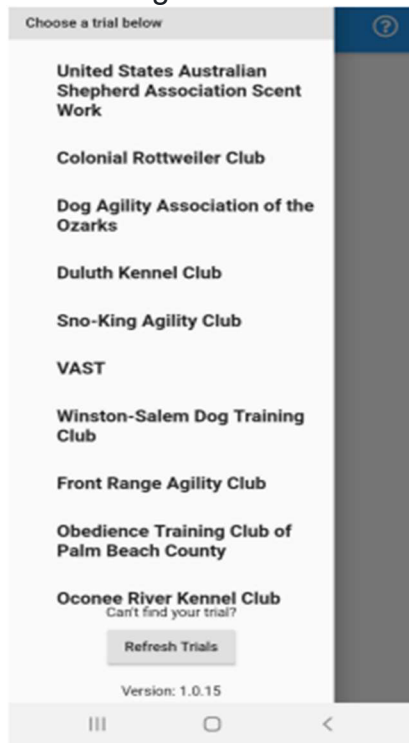 Choose a trial below
?
United States Australian
Shepherd Association Scent
Work
Colonial Rottweiler Club
Dog Agility Association of the
Ozarks
Duluth Kennel Club
Sno-King Agility Club
VAST
Winston-Salem Dog Training
Club
Front Range Agility Club
Obedience Training Club of
Palm Beach County
Oconee River Kennel Club
Can't find your trial?
Refresh Trials
Version: 1.0.15